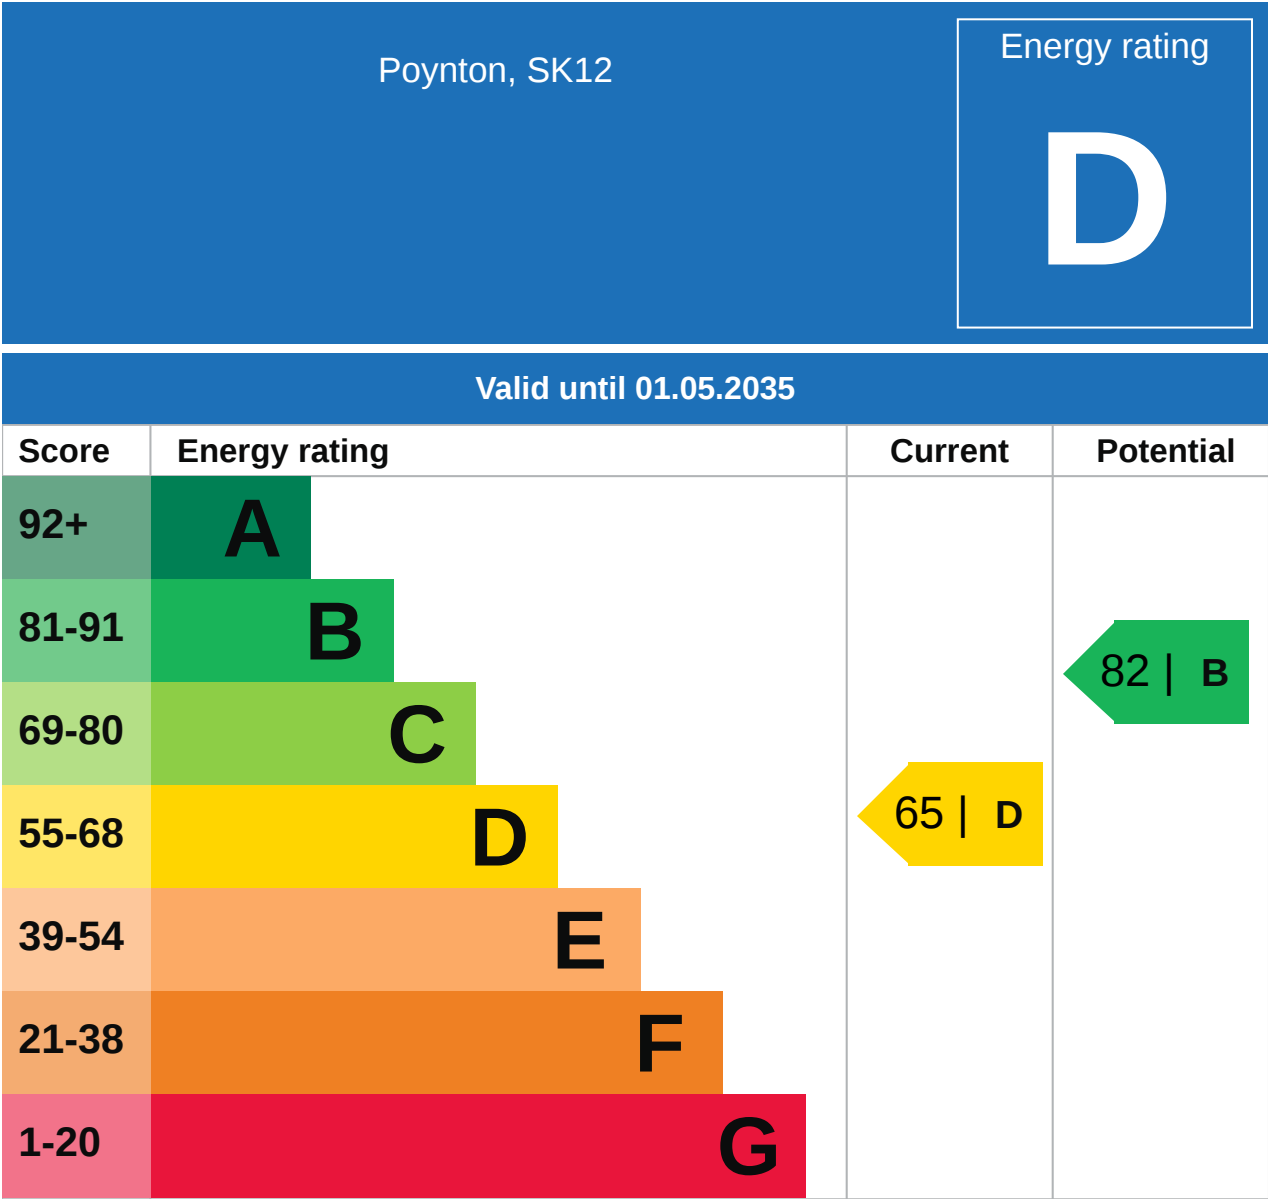 Poynton, SK12
Energy rating
D
Valid until 01.05.2035
Score Energy rating Current Potential
92+ A
81-91 B
82 | B
69-80 C
65 | D
55-68 D
39-54 E
21-38 F
1-20 G